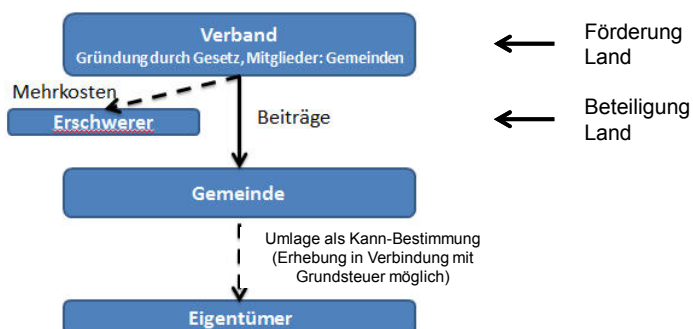 Verband
Gründung durch Gesetz, Mitglieder: Gemeinden
Förderung
Land
Mehrkosten
Erschwerer
Beiträge
Beteiligung
Land
Gemeinde
Umlage als Kann-Bestimmung
(Erhebung in Verbindung mit
Grundsteuer möglich)
Eigentümer